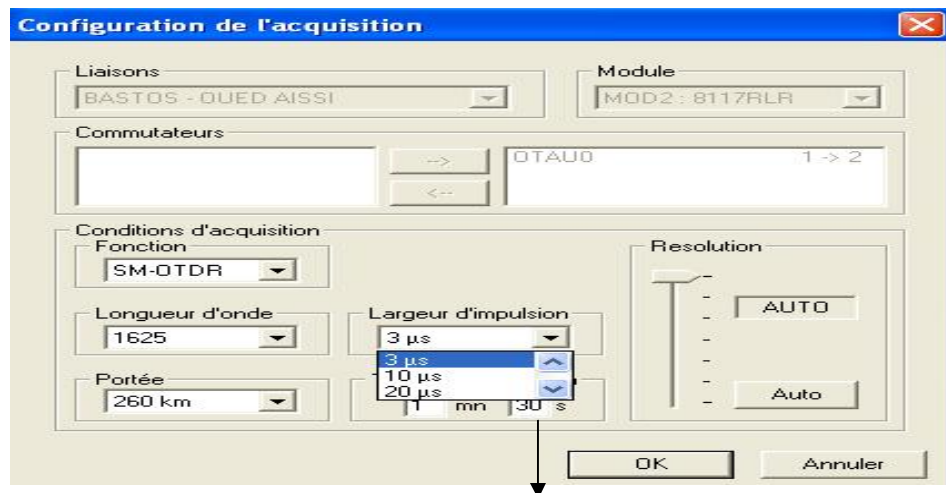 Configuration de l'acquisition
Liaisons
BASTOS - OUED AISSI
Module
MOD2 : 8117RLR
Commutateurs
-->
<--
OTAU0 1 -> 2
Conditions d'acquisition
Fonction
SM-OTDR
Longueur d'onde
1625
Largeur d'impulsion
3 µs
3 µs
10 µs
20 µs
Portée
260 km
1 mn 30 s
Resolution
AUTO
Auto
OK
Annuler